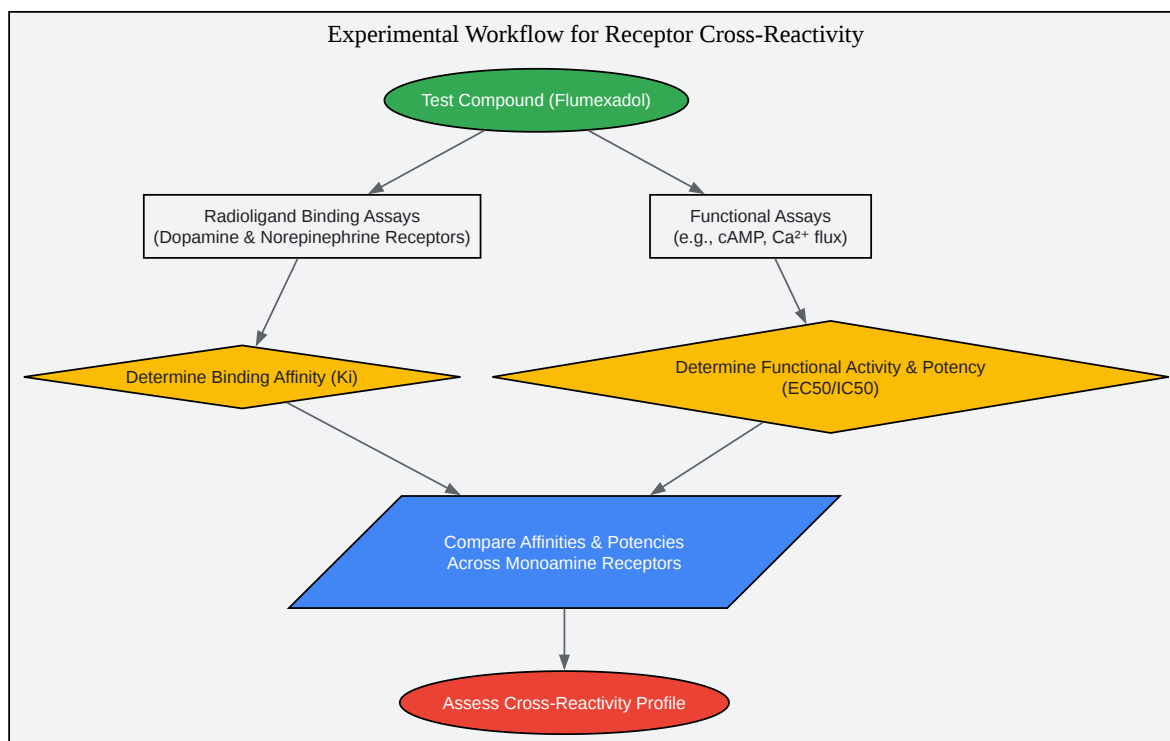 Experimental Workflow for Receptor Cross-Reactivity
Test Compound (Flumexadol)
Radioligand Binding Assays
(Dopamine & Norepinephrine Receptors)
Functional Assays
(e.g., cAMP, Ca²⁺ flux)
Determine Binding Affinity (Ki)
Determine Functional Activity & Potency
(EC50/IC50)
Compare Affinities & Potencies
Across Monoamine Receptors
Assess Cross-Reactivity Profile